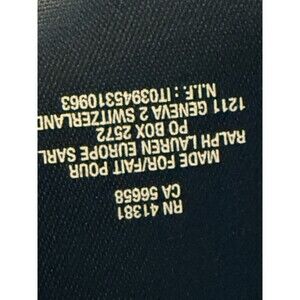 RN 41381
CA 56658
MADE FOR/FAIT POUR
RALPH LAUREN EUROPE SARL
PO BOX 2572
1211 GENEVA 2 SWITZERLAND
N.I.F.: IT03945310963